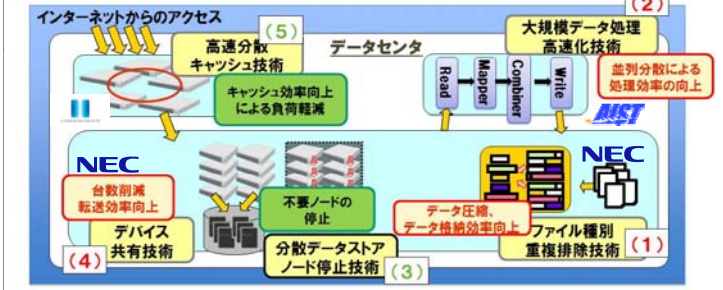 インターネットからのアクセス
(5)
高速分散
キャッシュ技術
キャッシュ効率向上
による負荷軽減
データセンタ
(2)
大規模データ処理
高速化技術
Read
Mapper
Combiner
Write
並列分散による
処理効率の向上
AIST
NEC
台数削減
転送効率向上
デバイス
共有技術
(4)
不要ノードの
停止
分散データストア
ノード停止技術
(3)
NEC
データ圧縮、
データ格納効率向上
ファイル種別
重複排除技術
(1)